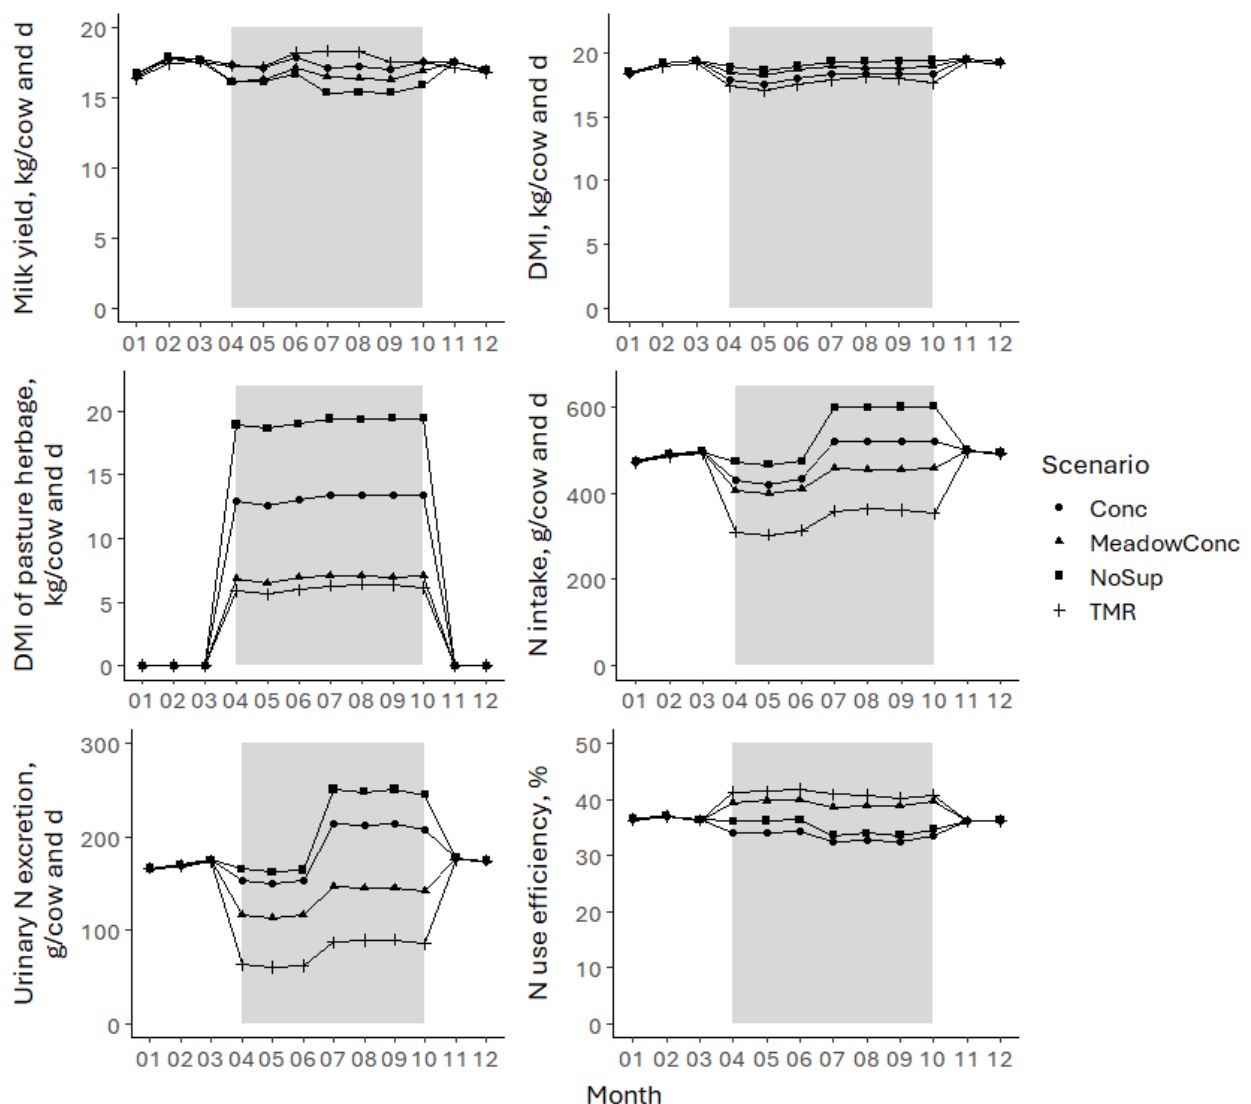 Milk yield, kg/cow and d
20
15
10
5
0
01 02 03 04 05 06 07 08 09 10 11 12
DMI, kg/cow and d
20
15
10
5
0
01 02 03 04 05 06 07 08 09 10 11 12
DMI of pasture herbage,
kg/cow and d
20
15
10
5
0
01 02 03 04 05 06 07 08 09 10 11 12
N intake, g/cow and d
600
400
200
0
01 02 03 04 05 06 07 08 09 10 11 12
Scenario
Conc
MeadowConc
NoSup
TMR
Urinary N excretion,
g/cow and d
300
200
100
0
01 02 03 04 05 06 07 08 09 10 11 12
N use efficiency, %
50
40
30
20
10
0
01 02 03 04 05 06 07 08 09 10 11 12
Month